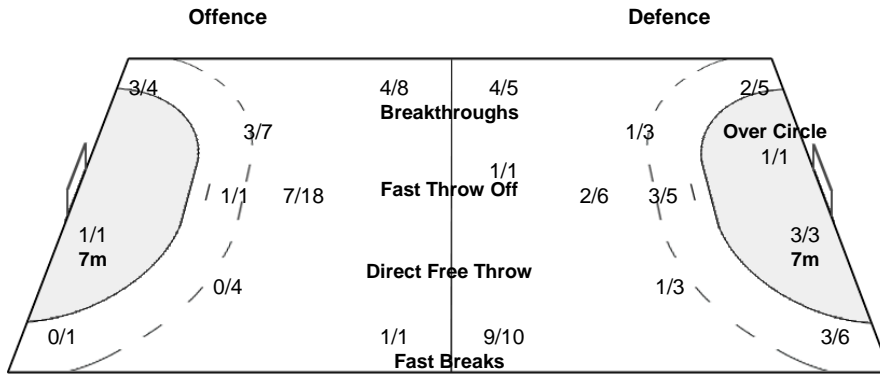 Offence Defence
3/4 4/8 4/5 2/5
Breakthroughs
3/7 1/3 Over Circle
1/1 1/1
1/1 7/18 Fast Throw Off 2/6 3/5
1/1 3/3
7m 7m
Direct Free Throw
0/4 1/3
0/1 1/1 9/10 3/6
Fast Breaks